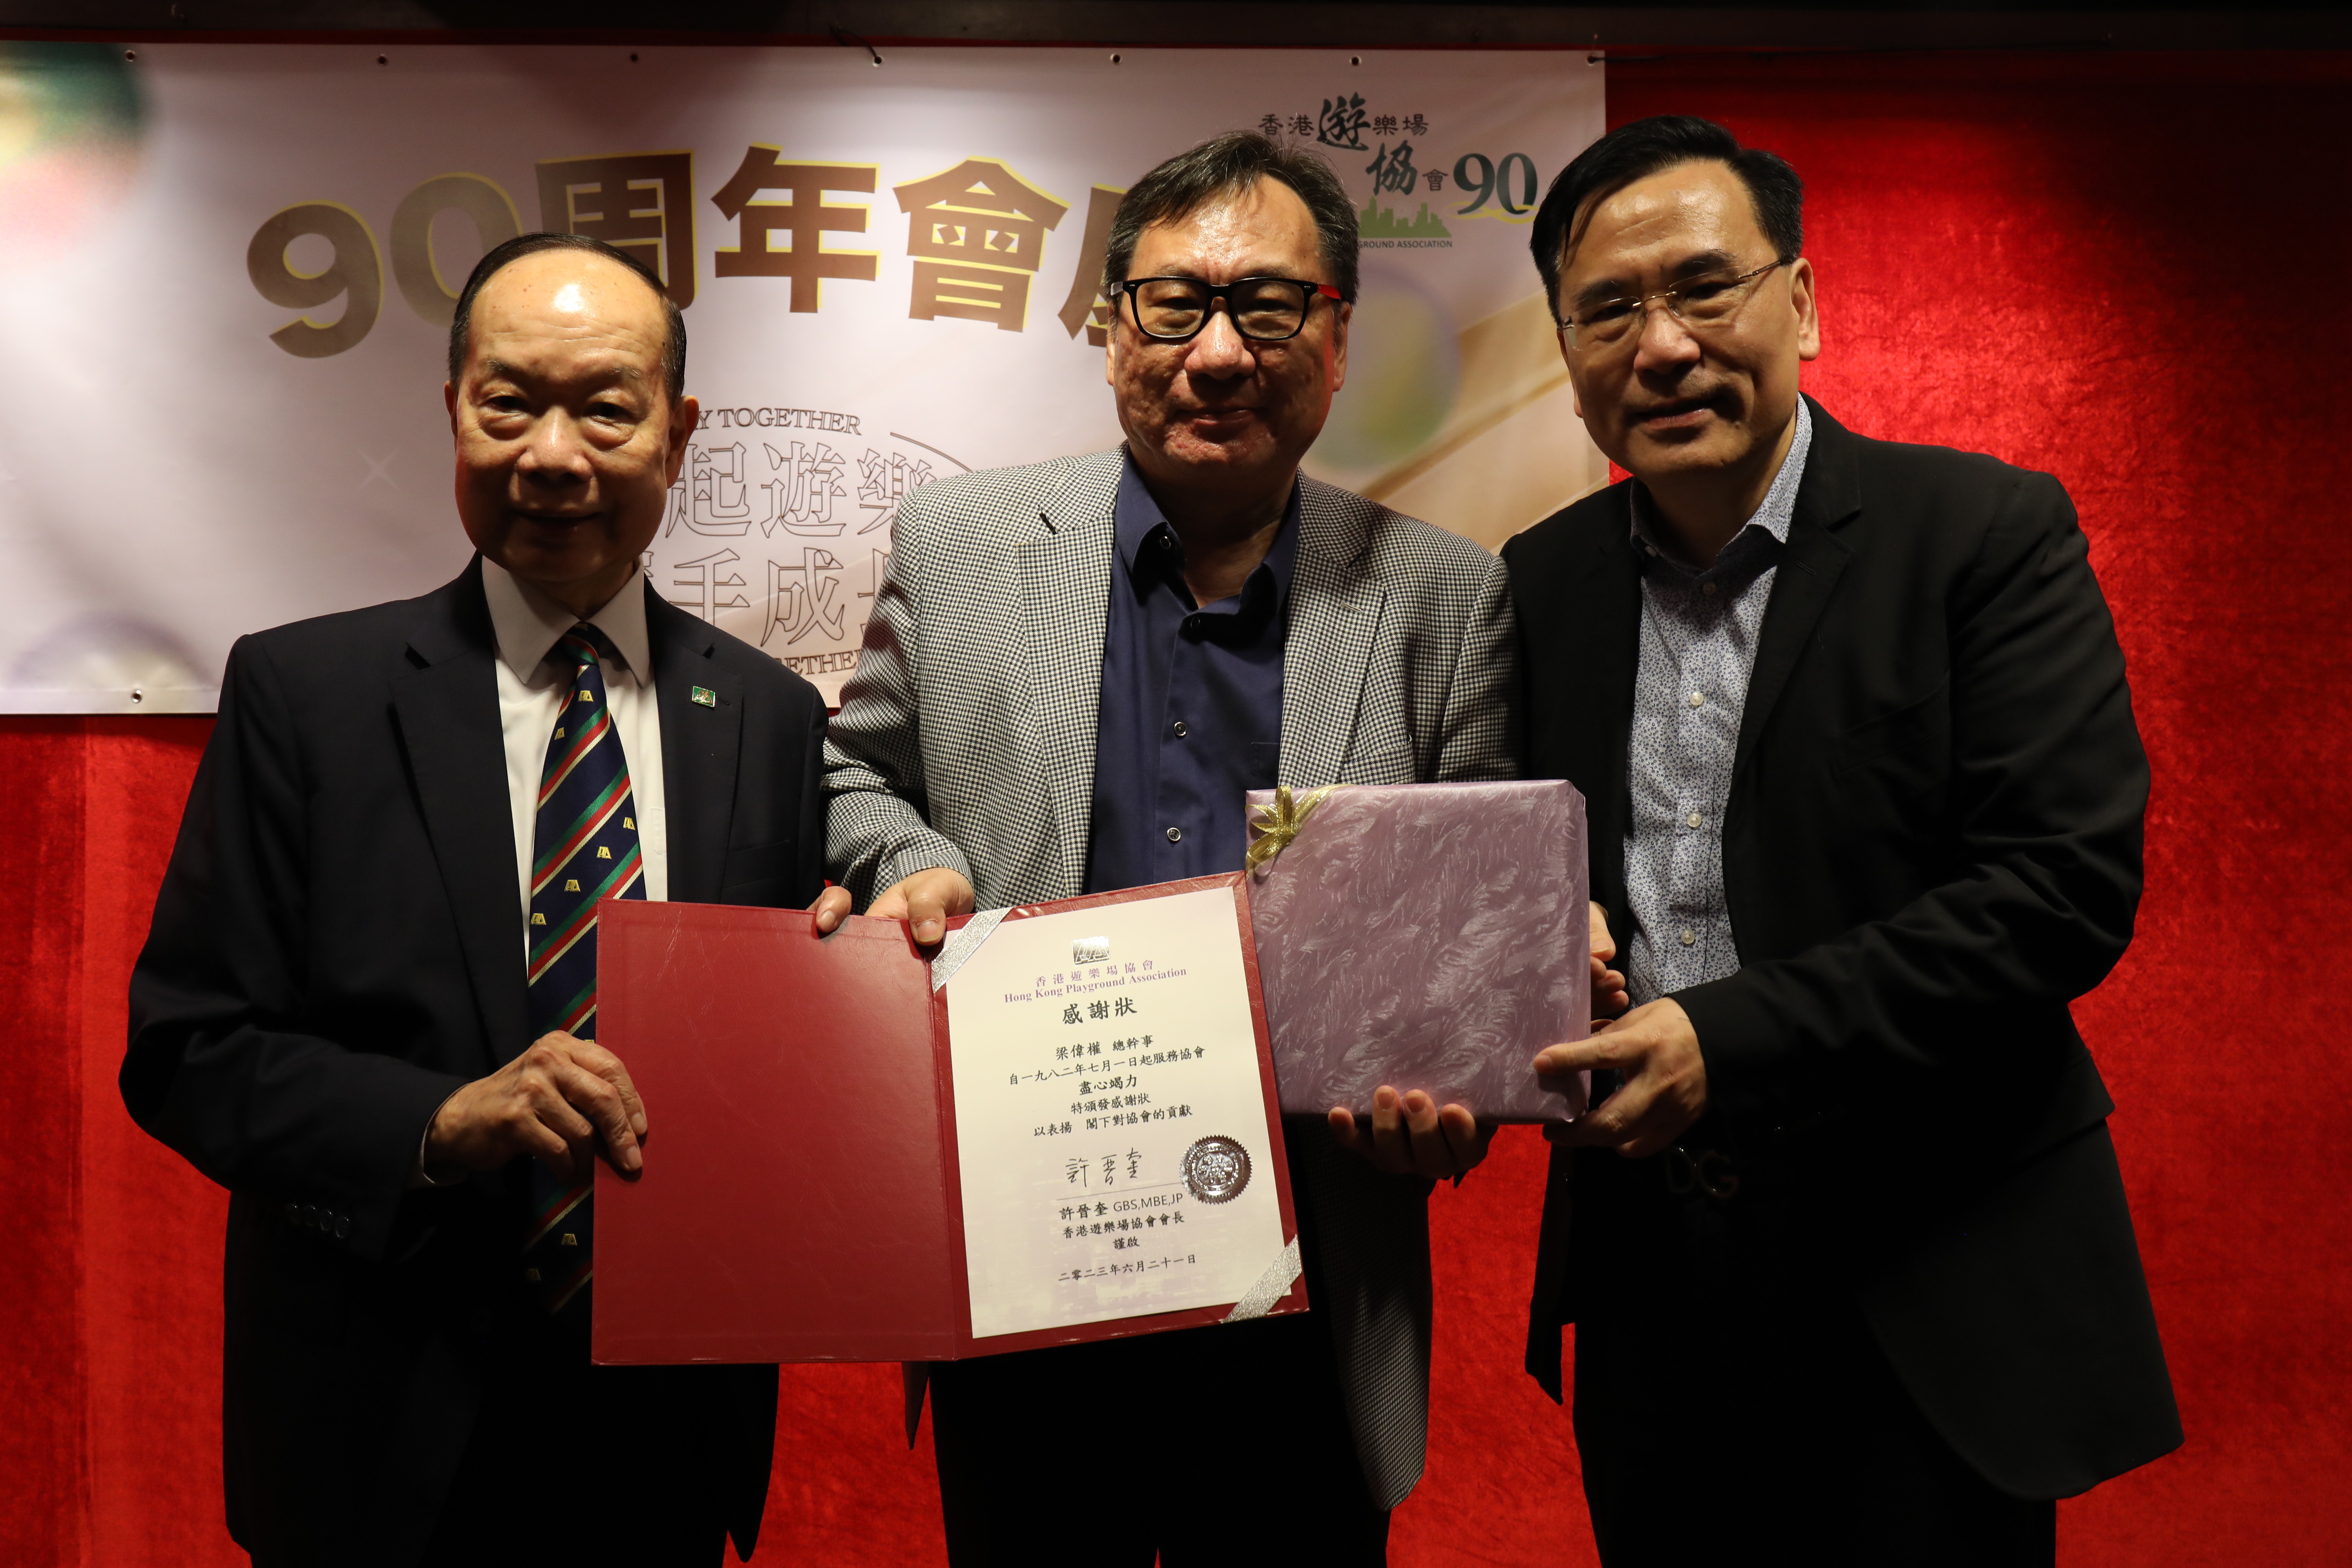 90周年會
香港遊樂場
協會90
GROUND ASSOCIATION
Y TOGETHER
起遊樂
手成長
GETHER
香港遊樂場協會
Hong Kong Playground Association
感謝狀
梁偉權 總幹事
自一九八二年七月一日起服務協會
盡心竭力
特頒發感謝狀
以表揚 閣下對協會的貢獻
許晉奎
許晉奎 GBS,MBE,JP
香港遊樂場協會會長
謹啟
二零二三年六月二十一日